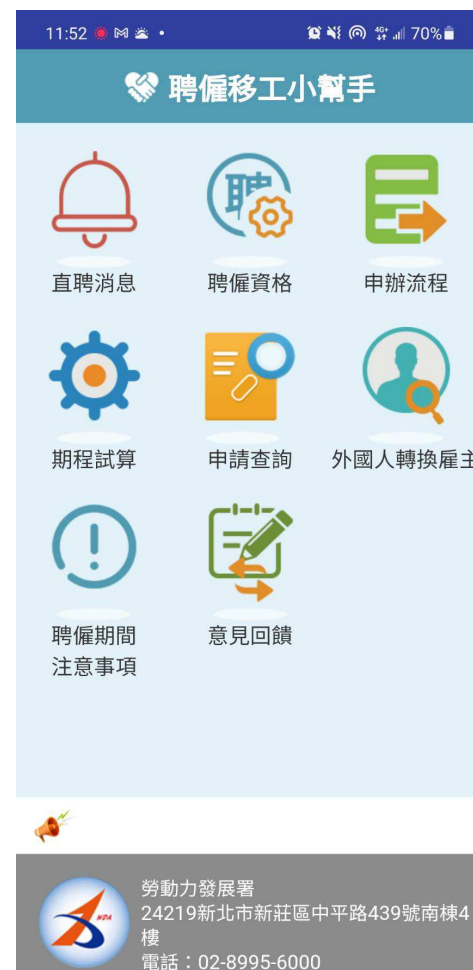 11:52
4G+ 70%
聘僱移工小幫手
聘
直聘消息
聘僱資格
申辦流程
期程試算
申請查詢
外國人轉換雇主
聘僱期間
注意事項
意見回饋
WDA
勞動力發展署
24219新北市新莊區中平路439號南棟4
樓
電話：02-8995-6000